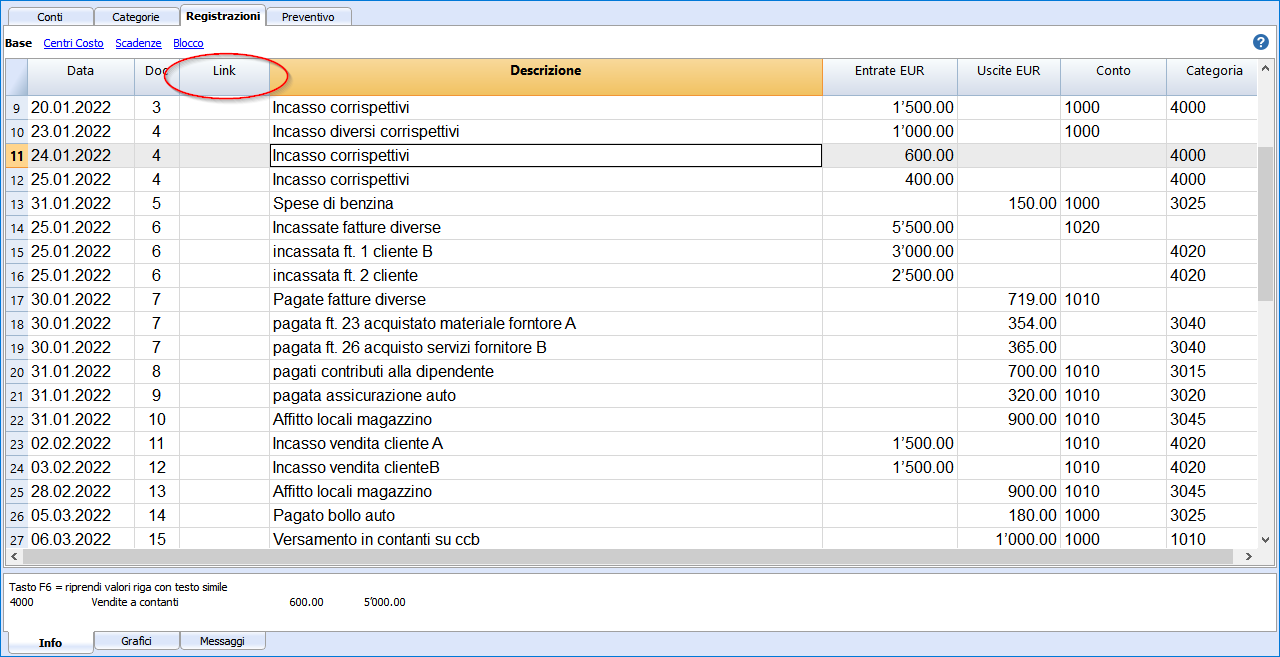 Conti Categorie Registrazioni Preventivo
Base Centri Costo Scadenze Blocco ?
Data Doc Link Descrizione Entrate EUR Uscite EUR Conto Categoria
9 20.01.2022 3 Incasso corrispettivi 1’500.00 1000 4000
10 23.01.2022 4 Incasso diversi corrispettivi 1’000.00 1000
11 24.01.2022 4 Incasso corrispettivi 600.00 4000
12 25.01.2022 4 Incasso corrispettivi 400.00 4000
13 31.01.2022 5 Spese di benzina 150.00 1000 3025
14 25.01.2022 6 Incassate fatture diverse 5’500.00 1020
15 25.01.2022 6 incassata ft. 1 cliente B 3’000.00 4020
16 25.01.2022 6 incassata ft. 2 cliente 2’500.00 4020
17 30.01.2022 7 Pagate fatture diverse 719.00 1010
18 30.01.2022 7 pagata ft. 23 acquistato materiale forntore A 354.00 3040
19 30.01.2022 7 pagata ft. 26 acquisto servizi fornitore B 365.00 3040
20 31.01.2022 8 pagati contributi alla dipendente 700.00 1010 3015
21 31.01.2022 9 pagata assicurazione auto 320.00 1010 3020
22 31.01.2022 10 Affitto locali magazzino 900.00 1010 3045
23 02.02.2022 11 Incasso vendita cliente A 1’500.00 1010 4020
24 03.02.2022 12 Incasso vendita clienteB 1’500.00 1010 4020
25 28.02.2022 13 Affitto locali magazzino 900.00 1010 3045
26 05.03.2022 14 Pagato bollo auto 180.00 1000 3025
27 06.03.2022 15 Versamento in contanti su ccb 1’000.00 1000 1010
Tasto F6 = riprendi valori riga con testo simile
4000 Vendite a contanti 600.00 5’000.00
Info Grafici Messaggi